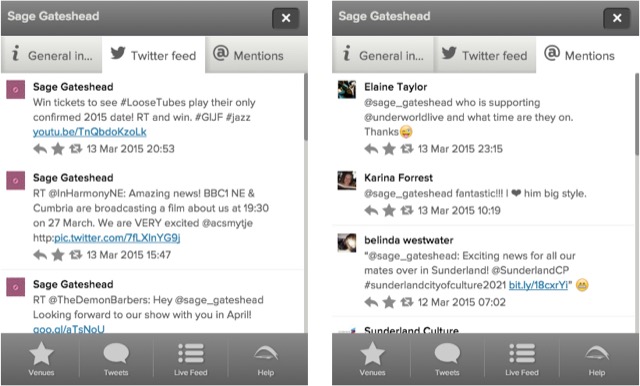 Sage Gateshead
General in...
Twitter feed
Mentions
Sage Gateshead
Win tickets to see #LooseTubes play their only
confirmed 2015 date! RT and win. #GIJF #jazz
youtu.be/TnQbdoKzoLk
13 Mar 2015 20:53
Sage Gateshead
RT @InHarmonyNE: Amazing news! BBC1 NE &
Cumbria are broadcasting a film about us at 19:30
on 27 March. We are VERY excited @acsmytje
http:pic.twitter.com/7fLXlnYG9j
13 Mar 2015 15:47
Sage Gateshead
RT @TheDemonBarbers: Hey @sage_gateshead
Looking forward to our show with you in April!
goo.gl/aTsNoU
Venues
Tweets
Live Feed
Help
Sage Gateshead
General in...
Twitter feed
Mentions
Elaine Taylor
@sage_gateshead who is supporting
@underworldlive and what time are they on.
Thanks😜
13 Mar 2015 23:15
Karina Forrest
@sage_gateshead fantastic!!! I ❤ him big style.
13 Mar 2015 10:19
belinda westwater
"@sage_gateshead: Exciting news for all our
mates over in Sunderland! @SunderlandCP
#sunderlandcityofculture2021 bit.ly/18cxrYi" 😁
12 Mar 2015 07:02
Sunderland Culture
Venues
Tweets
Live Feed
Help